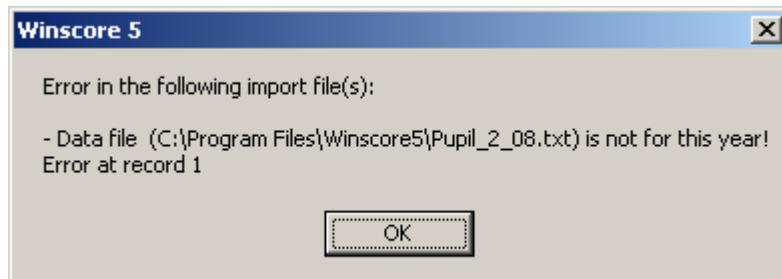 Winscore 5
Error in the following import file(s):
- Data file (C:\Program Files\Winscore5\Pupil_2_08.txt) is not for this year!
Error at record 1
OK